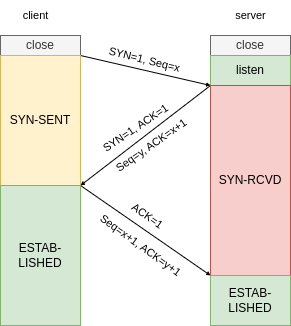 client
server
close
close
SYN=1, Seq=x
listen
SYN-SENT
SYN=1, ACK=1
Seq=y, ACK=x+1
SYN-RCVD
ACK=1
Seq=x+1, ACK=y+1
ESTAB-
LISHED
ESTAB-
LISHED